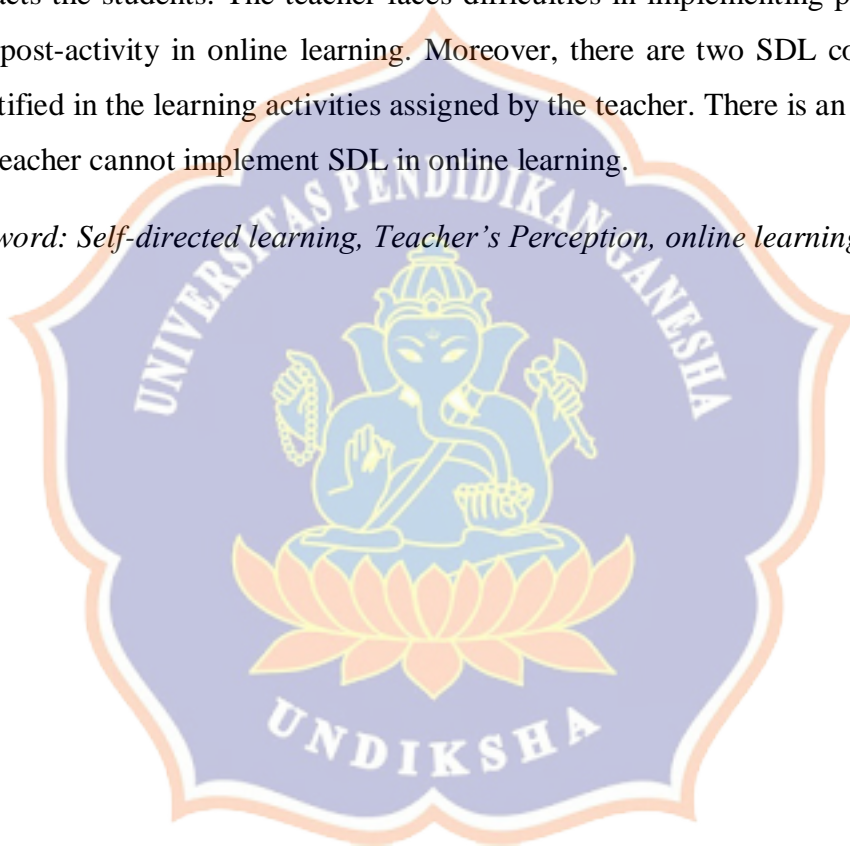 acts the students. The teacher faces difficulties in implementing p
post-activity in online learning. Moreover, there are two SDL co
tified in the learning activities assigned by the teacher. There is an
eacher cannot implement SDL in online learning.
word: Self-directed learning, Teacher’s Perception, online learning
UNIVERSITAS PENDIDIKAN GANESHA
UNDIKSHA